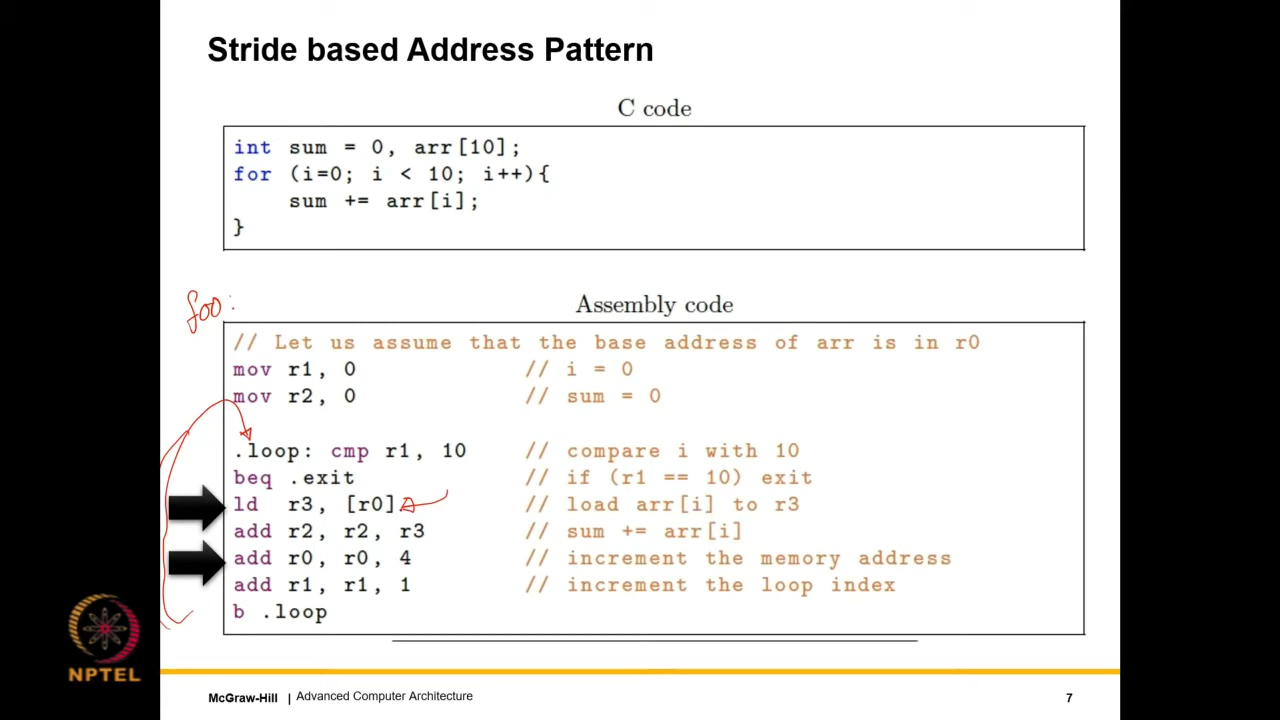 Stride based Address Pattern
C code
int sum = 0, arr[10];
for (i=0; i < 10; i++){
sum += arr[i];
}
foo :
Assembly code
// Let us assume that the base address of arr is in r0
mov r1, 0 // i = 0
mov r2, 0 // sum = 0
.loop: cmp r1, 10 // compare i with 10
beq .exit // if (r1 == 10) exit
ld r3, [r0] // load arr[i] to r3
add r2, r2, r3 // sum += arr[i]
add r0, r0, 4 // increment the memory address
add r1, r1, 1 // increment the loop index
b .loop
NPTEL
McGraw-Hill | Advanced Computer Architecture 7